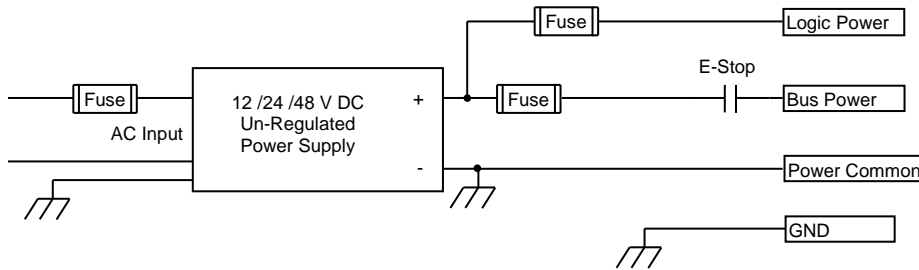 Fuse
Logic Power
E-Stop
Fuse
AC Input
12 /24 /48 V DC
Un-Regulated
Power Supply
+
-
Fuse
Bus Power
Power Common
GND